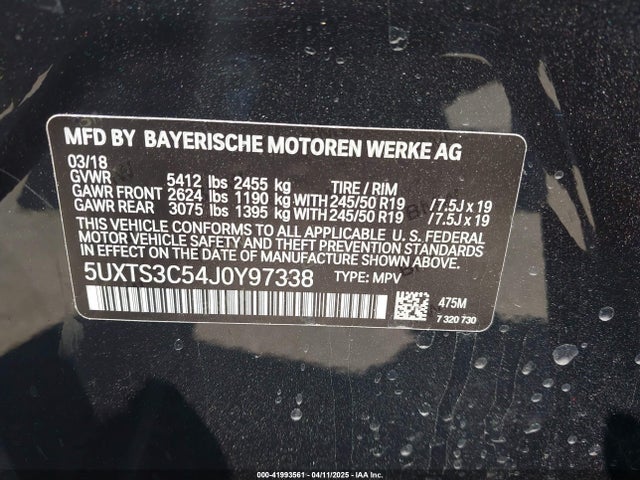 MFD BY BAYERISCHE MOTOREN WERKE AG
03/18
GVWR 5412 lbs 2455 kg TIRE / RIM
GAWR FRONT 2624 lbs 1190 kg WITH 245/50 R19 / 7.5J x 19
GAWR REAR 3075 lbs 1395 kg WITH 245/50 R19 / 7.5J x 19
THIS VEHICLE CONFORMS TO ALL APPLICABLE U. S. FEDERAL
MOTOR VEHICLE SAFETY, BUMPER, AND THEFT PREVENTION STANDARDS
IN EFFECT ON THE DATE OF MANUFACTURE SHOWN ABOVE.
5UXTS3C54J0Y97338 TYPE: MPV
475M
7 320 730
000-41993561 - 04/11/2025 - IAA Inc.